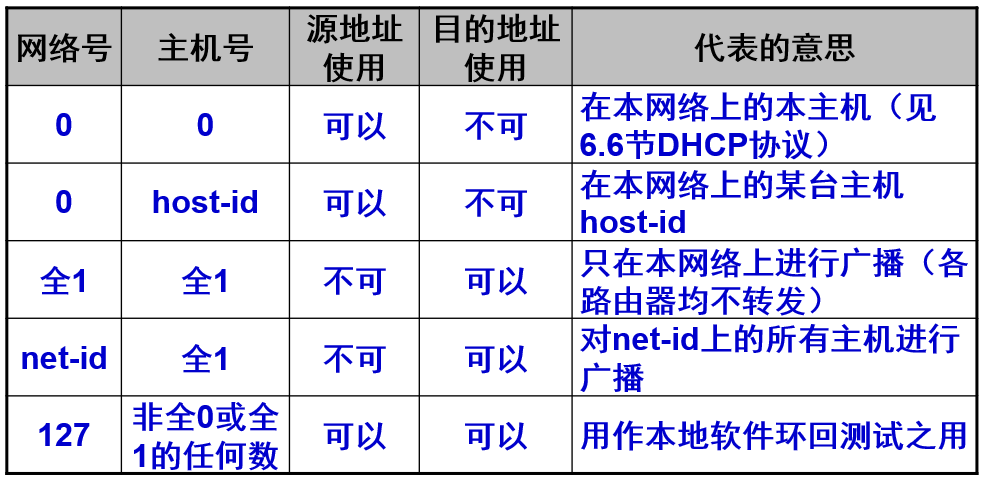 网络号
主机号
源地址
使用
目的地址
使用
代表的意思
0
0
可以
不可
在本网络上的本主机（见
6.6节DHCP协议）
0
host-id
可以
不可
在本网络上的某台主机
host-id
全1
全1
不可
可以
只在本网络上进行广播（各
路由器均不转发）
net-id
全1
不可
可以
对net-id上的所有主机进行
广播
127
非全0或全
1的任何数
可以
可以
用作本地软件环回测试之用